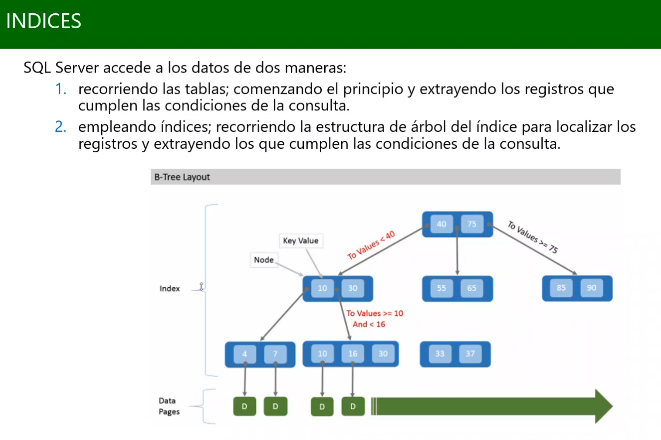 INDICES
SQL Server accede a los datos de dos maneras:
1. recorriendo las tablas; comenzando el principio y extrayendo los registros que
cumplen las condiciones de la consulta.
2. empleando índices; recorriendo la estructura de árbol del índice para localizar los
registros y extrayendo los que cumplen las condiciones de la consulta.
B-Tree Layout
40 75
To Values < 40
To Values >= 75
Key Value
Node
Index
10 30
55 65
85 90
To Values >= 10
And < 16
4 7
10 16 30
33 37
Data
Pages
D D D D